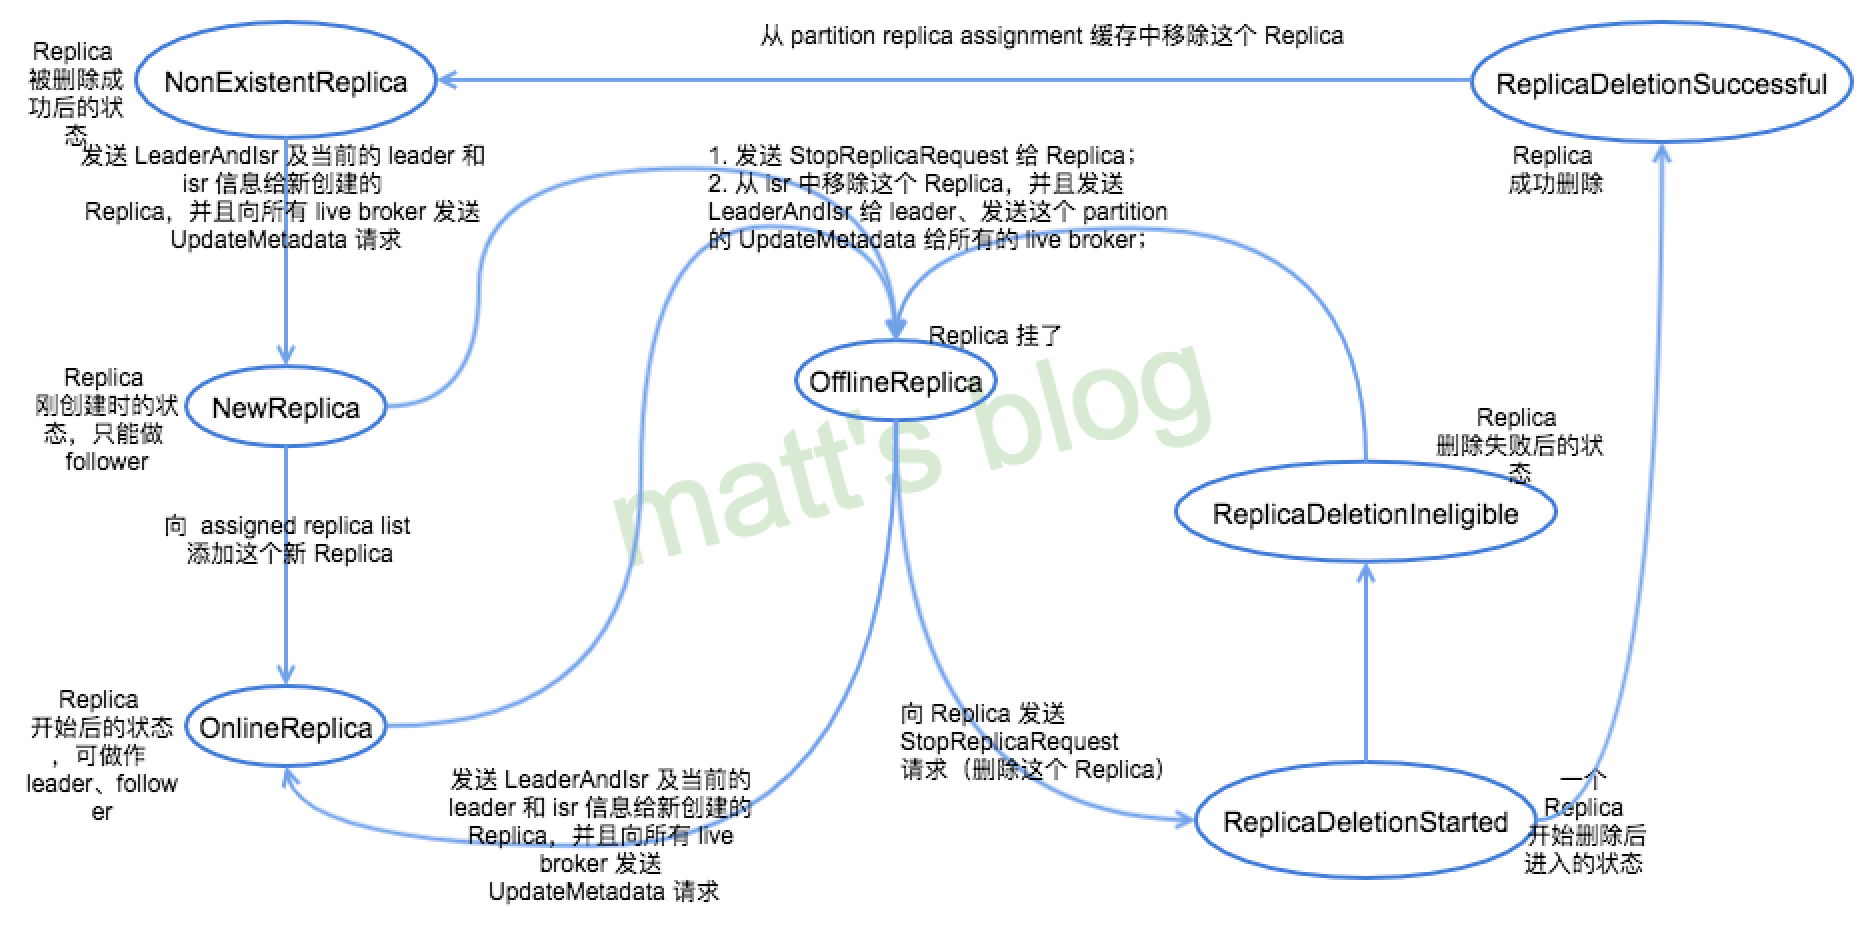 从 partition replica assignment 缓存中移除这个 Replica
Replica
被删除成
功后的状
态
NonExistentReplica
ReplicaDeletionSuccessful
发送 LeaderAndIsr 及当前的 leader 和
isr 信息给新创建的
Replica，并且向所有 live broker 发送
UpdateMetadata 请求
1. 发送 StopReplicaRequest 给 Replica；
2. 从 isr 中移除这个 Replica，并且发送
LeaderAndIsr 给 leader、发送这个 partition
的 UpdateMetadata 给所有的 live broker；
Replica
成功删除
Replica 挂了
OfflineReplica
Replica
刚创建时的状
态，只能做
follower
NewReplica
matt's blog
Replica
删除失败后的状
态
ReplicaDeletionIneligible
向 assigned replica list
添加这个新 Replica
Replica
开始后的状态
，可做作
leader、follow
er
OnlineReplica
向 Replica 发送
StopReplicaRequest
请求（删除这个 Replica）
发送 LeaderAndIsr 及当前的
leader 和 isr 信息给新创建的
Replica，并且向所有 live
broker 发送
UpdateMetadata 请求
ReplicaDeletionStarted
一个
Replica
开始删除后
进入的状态